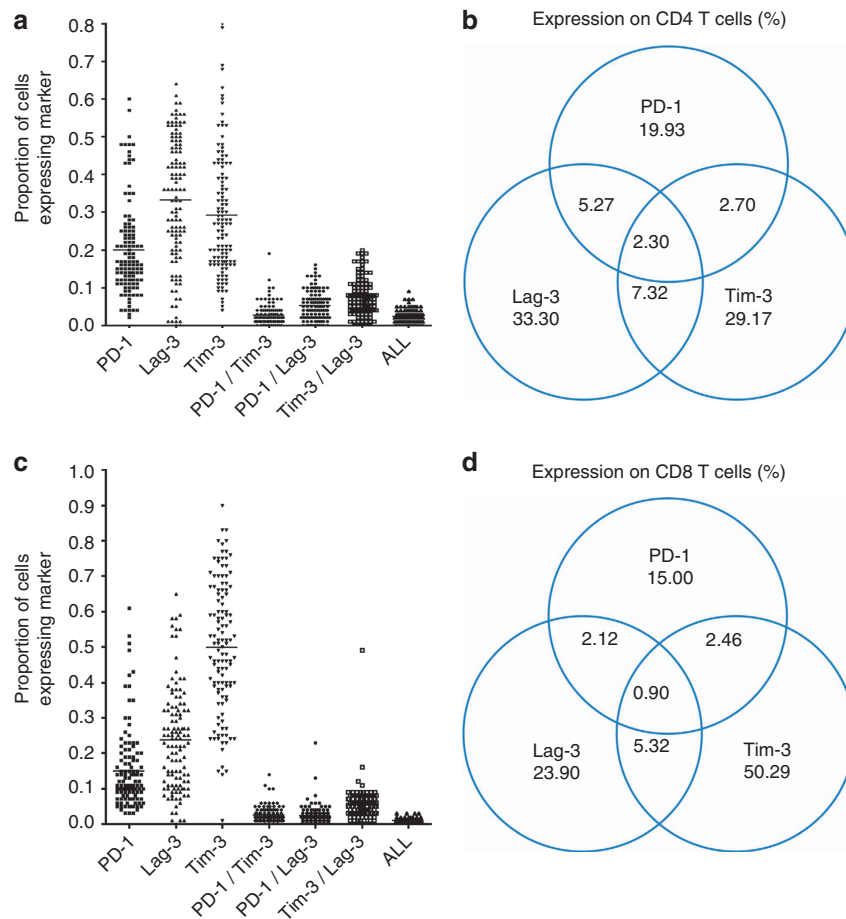 a
Proportion of cells
expressing marker
0.8
0.7
0.6
0.5
0.4
0.3
0.2
0.1
0.0
PD-1
Lag-3
Tim-3
PD-1 / Tim-3
PD-1 / Lag-3
Tim-3 / Lag-3
ALL
b
Expression on CD4 T cells (%)
PD-1
19.93
5.27
2.70
2.30
Lag-3
33.30
7.32
Tim-3
29.17
c
Proportion of cells
expressing marker
1.0
0.9
0.8
0.7
0.6
0.5
0.4
0.3
0.2
0.1
0.0
PD-1
Lag-3
Tim-3
PD-1 / Tim-3
PD-1 / Lag-3
Tim-3 / Lag-3
ALL
d
Expression on CD8 T cells (%)
PD-1
15.00
2.12
2.46
0.90
Lag-3
23.90
5.32
Tim-3
50.29